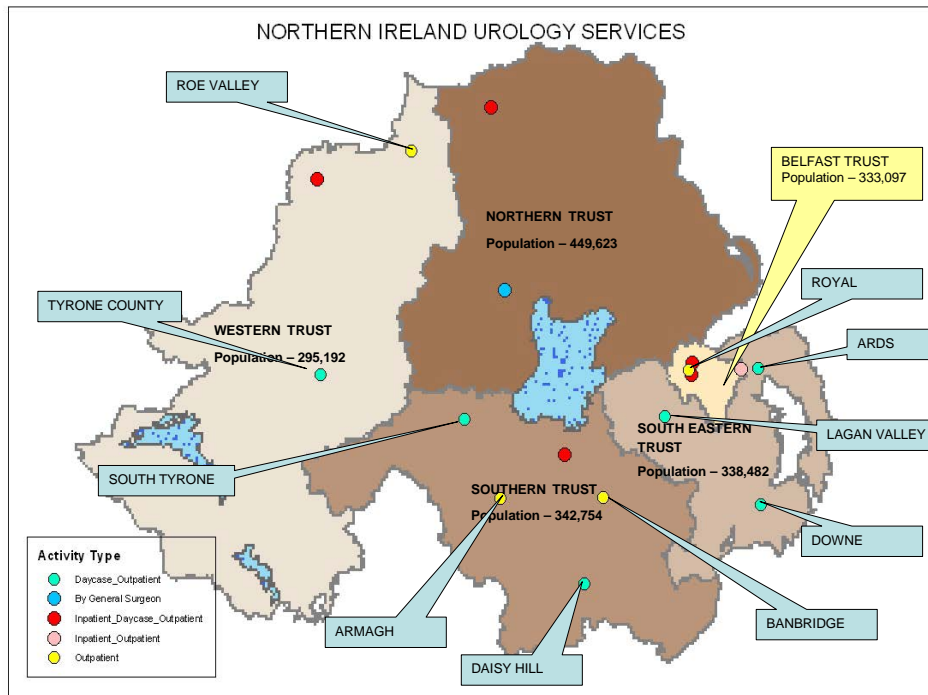 NORTHERN IRELAND UROLOGY SERVICES
ROE VALLEY
BELFAST TRUST
Population – 333,097
NORTHERN TRUST
Population – 449,623
ROYAL
TYRONE COUNTY
WESTERN TRUST
Population – 295,192
ARDS
LAGAN VALLEY
SOUTH EASTERN
TRUST
Population – 338,482
SOUTH TYRONE
SOUTHERN TRUST
Population – 342,754
DOWNE
Activity Type
Daycase_Outpatient
By General Surgeon
Inpatient_Daycase_Outpatient
Inpatient_Outpatient
Outpatient
ARMAGH
BANBRIDGE
DAISY HILL